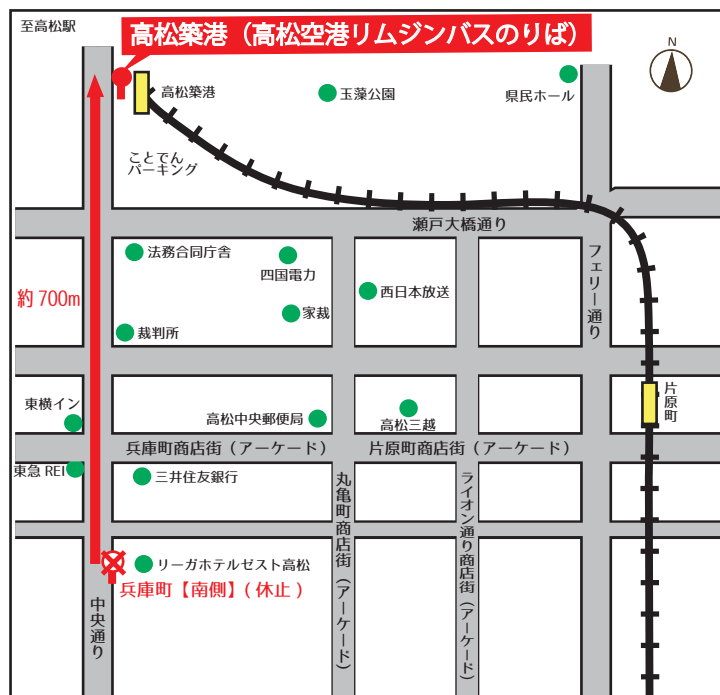 至高松駅
高松築港（高松空港リムジンバスのりば）
N
高松築港
玉藻公園
県民ホール
ことでん
パーキング
瀬戸大橋通り
法務合同庁舎
四国電力
フェリー通り
西日本放送
約700m
家裁
裁判所
片原町
東横イン
高松中央郵便局
高松三越
兵庫町商店街（アーケード）
片原町商店街（アーケード）
東急REI
三井住友銀行
丸亀町商店街（アーケード）
ライオン通り商店街（アーケード）
リーガホテルゼスト高松
兵庫町【南側】(休止)
中央通り